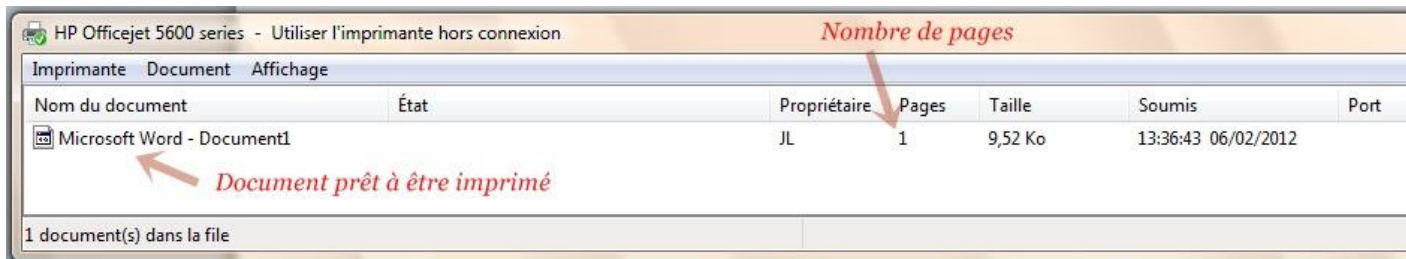 HP Officejet 5600 series - Utiliser l'imprimante hors connexion
Nombre de pages
Imprimante Document Affichage
Nom du document État Propriétaire Pages Taille Soumis Port
Microsoft Word - Document1 JL 1 9,52 Ko 13:36:43 06/02/2012
Document prêt à être imprimé
1 document(s) dans la file